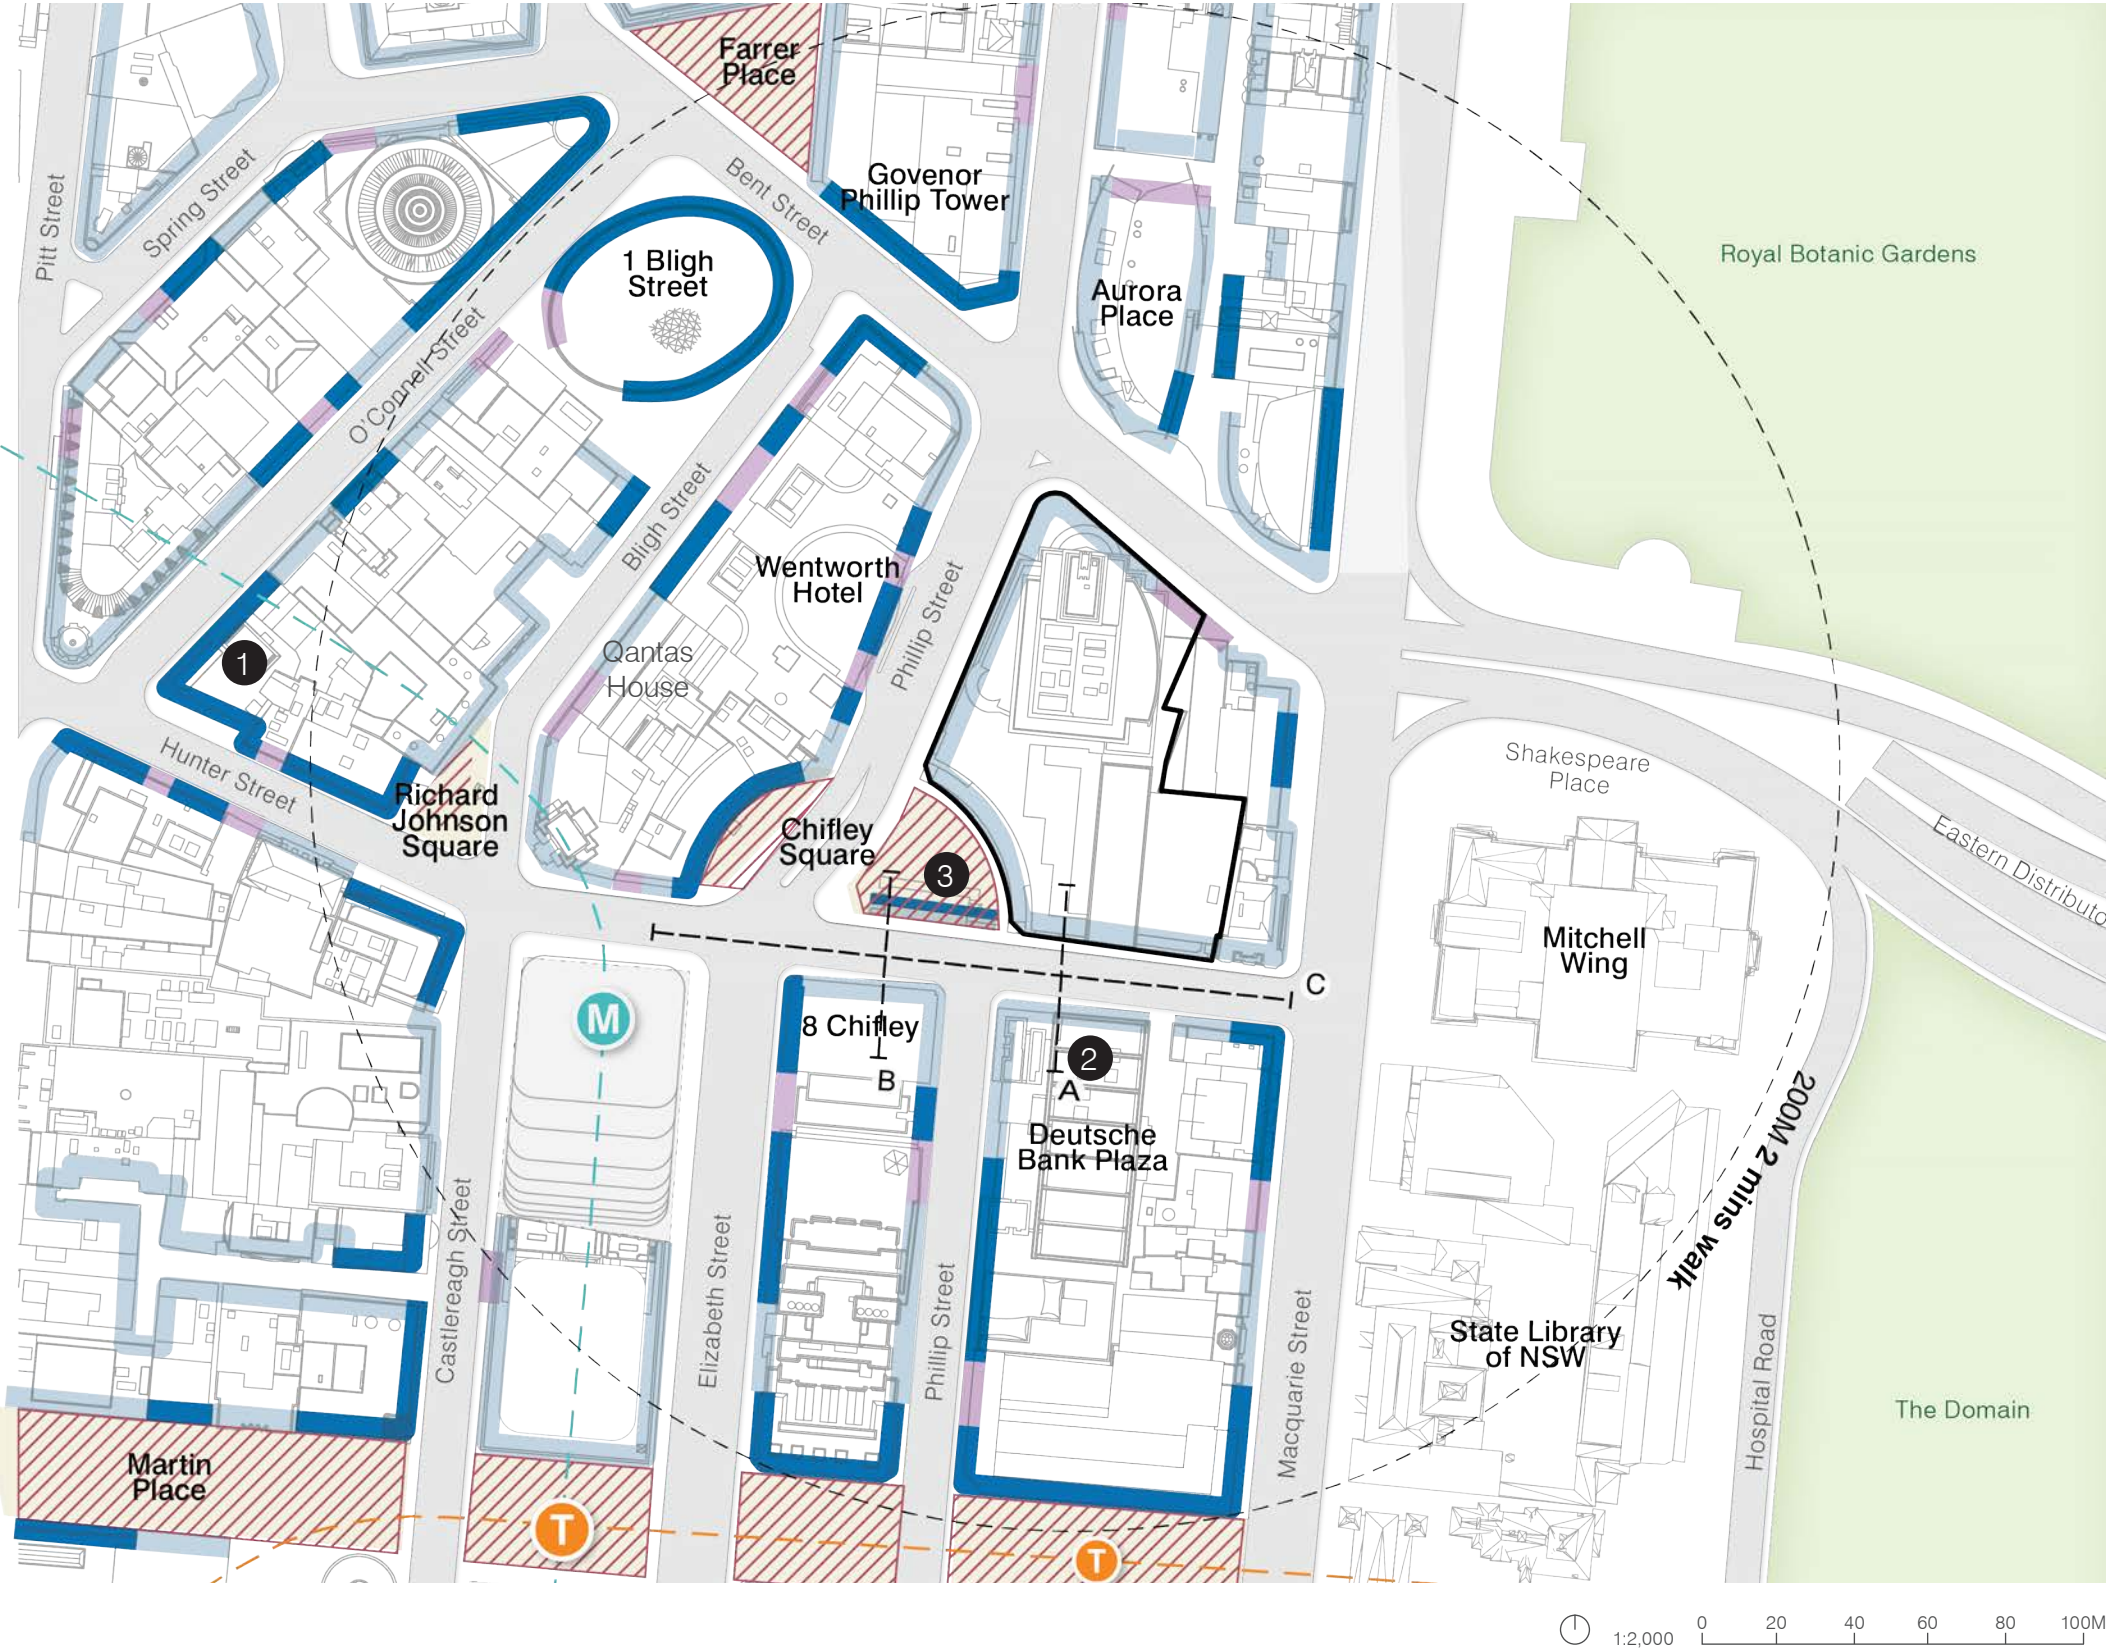 Farrer
Place
Govenor
Phillip Tower
Bent Street
Spring Street
Pitt Street
1 Bligh
Street
Aurora
Place
Royal Botanic Gardens
O'Connell Street
Bligh Street
Wentworth
Hotel
Phillip Street
Qantas
House
1
Hunter Street
Richard
Johnson
Square
Chifley
Square
3
Shakespeare
Place
Eastern Distributo
Mitchell
Wing
C
M
8 Chifley
B
2
A
Deutsche
Bank Plaza
200M 2 mins walk
Castlereagh Street
Elizabeth Street
Phillip Street
Macquarie Street
State Library
of NSW
Hospital Road
The Domain
Martin
Place
T
T
1:2,000
0 20 40 60 80 100M